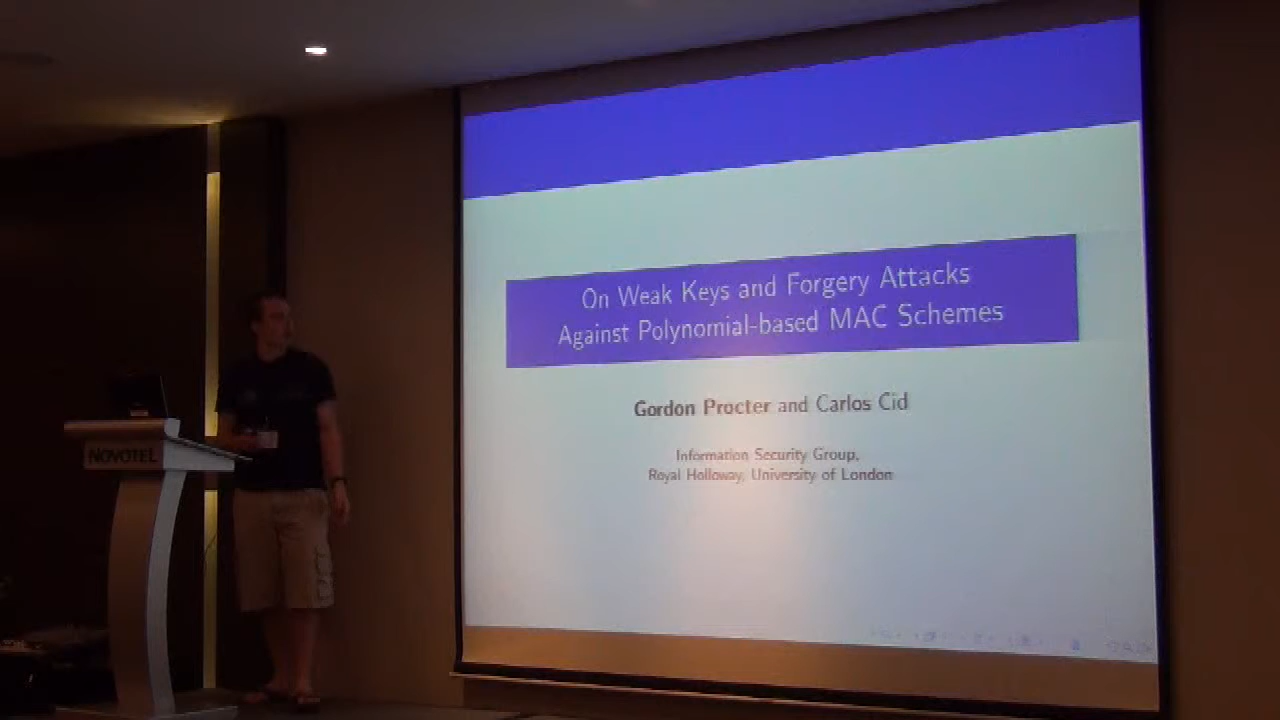 On Weak Keys and Forgery Attacks
Against Polynomial-based MAC Schemes
Gordon Procter and Carlos Cid
Information Security Group,
Royal Holloway, University of London
NOVOTEL